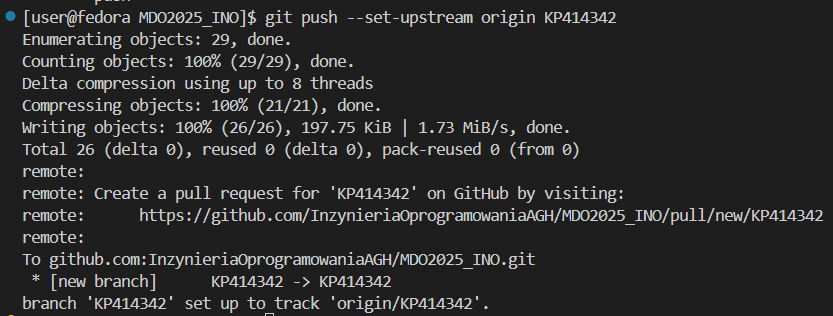 [user@fedora MDO2025_INO]$ git push --set-upstream origin KP414342
Enumerating objects: 29, done.
Counting objects: 100% (29/29), done.
Delta compression using up to 8 threads
Compressing objects: 100% (21/21), done.
Writing objects: 100% (26/26), 197.75 KiB | 1.73 MiB/s, done.
Total 26 (delta 0), reused 0 (delta 0), pack-reused 0 (from 0)
remote:
remote: Create a pull request for 'KP414342' on GitHub by visiting:
remote:      https://github.com/InzynieriaOprogramowaniaAGH/MDO2025_INO/pull/new/KP414342
remote:
To github.com:InzynieriaOprogramowaniaAGH/MDO2025_INO.git
 * [new branch]      KP414342 -> KP414342
branch 'KP414342' set up to track 'origin/KP414342'.